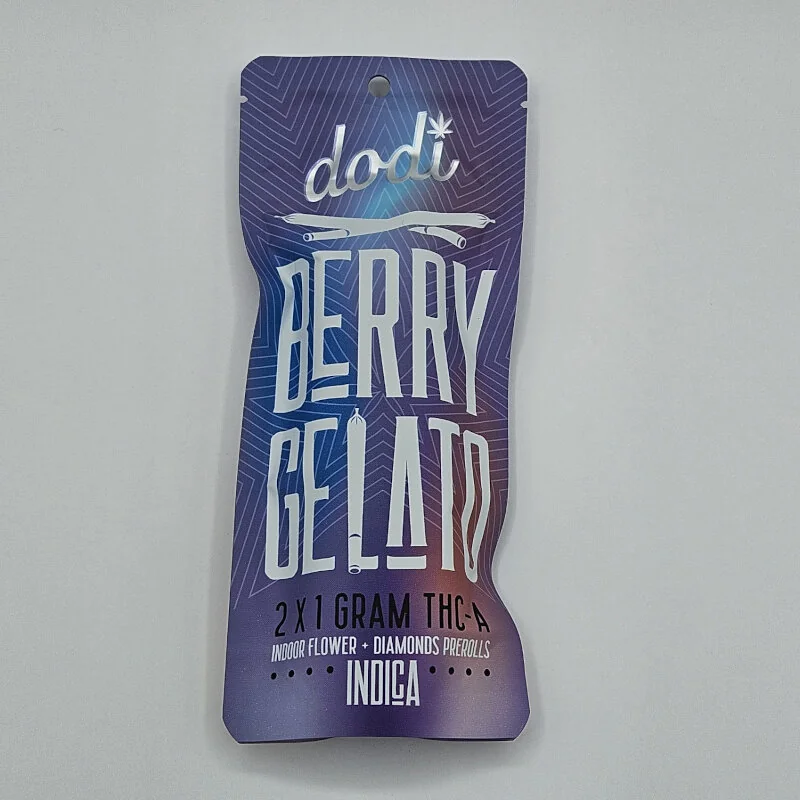 dodi
BERRY
GELATO
2 X 1 GRAM THC-A
INDOOR FLOWER + DIAMONDS PREROLLS
INDICA